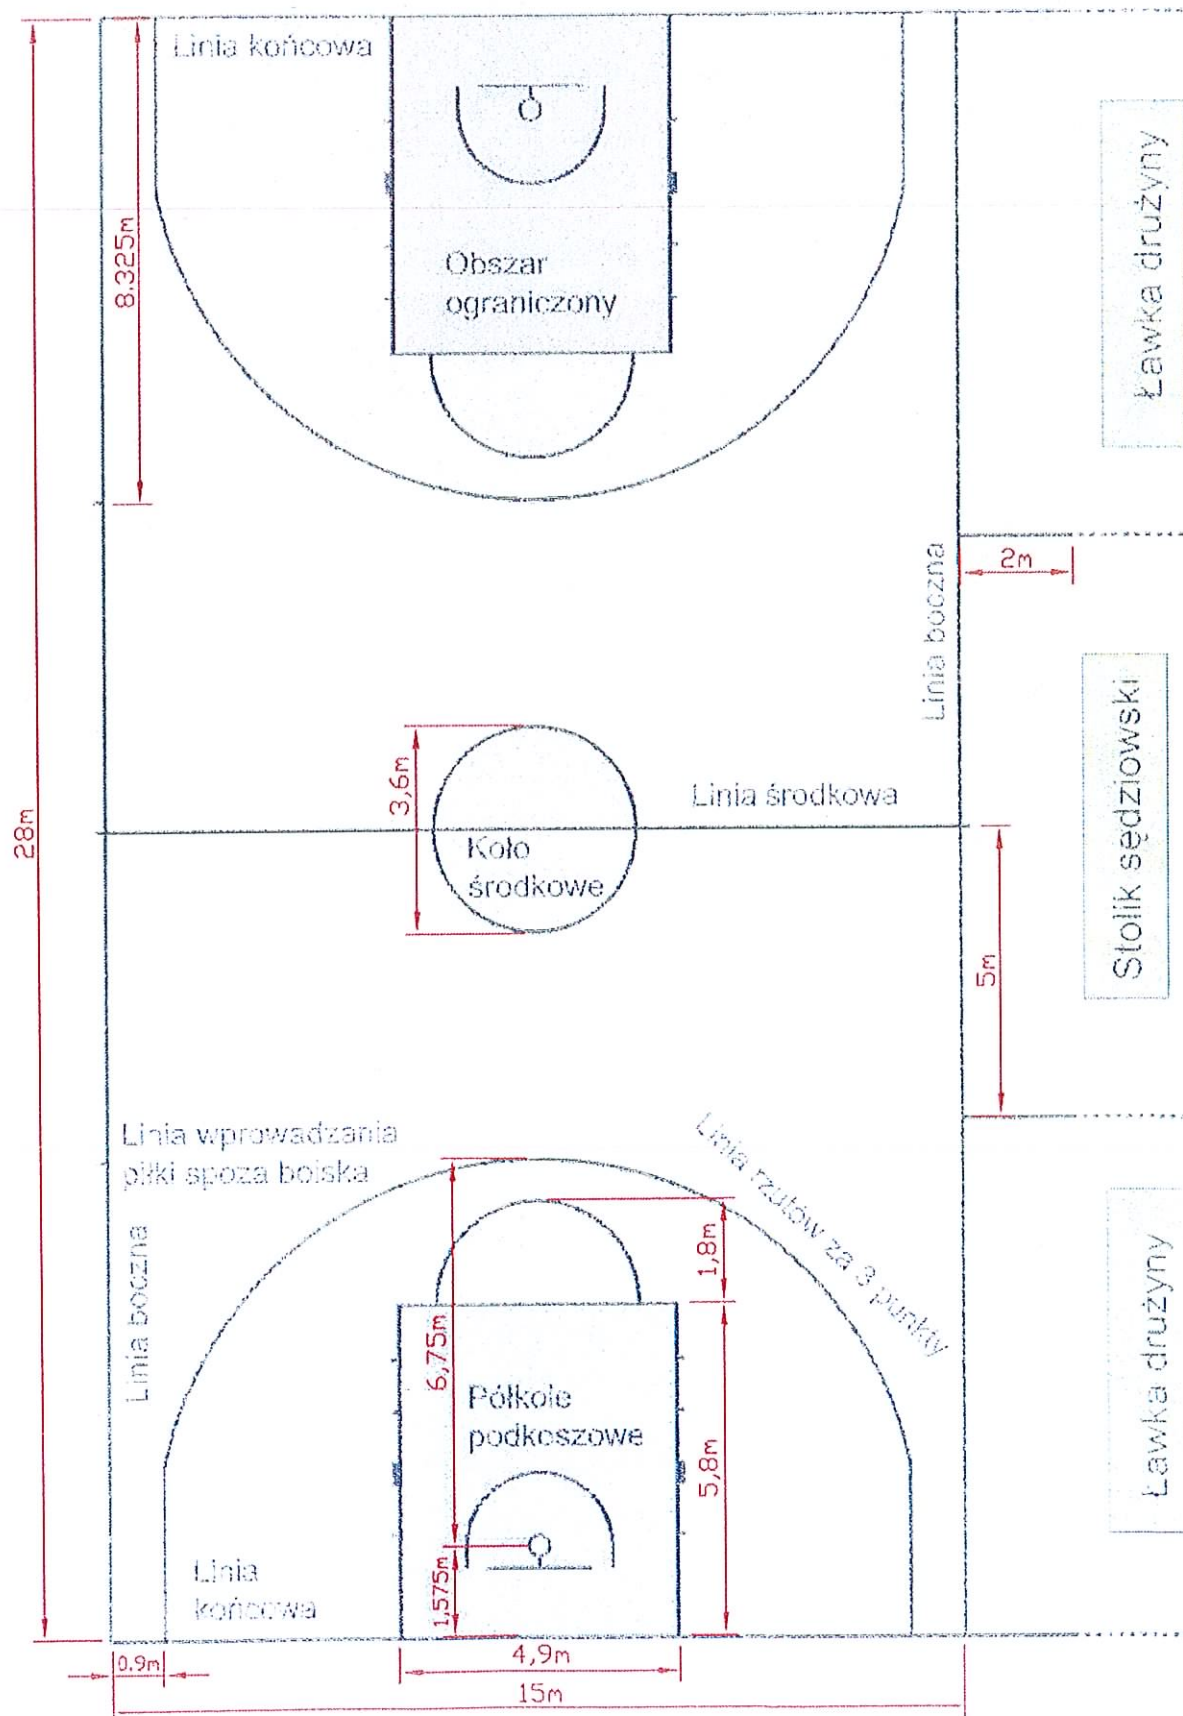 Linia końcowa
Ławka drużyny
8.325m
Obszar
ograniczony
2m
Linia boczna
Stolik sędziowski
3,6m
Linia środkowa
28m
Koło
środkowe
5m
Linia wprowadzania
piłki spoza boiska
Linia rzutów za 3 punkty
Linia boczna
1,8m
Ławka drużyny
6,75m
Półkole
podkoszowe
5,8m
Linia
końcowa
1,575m
0.9m
4,9m
15m